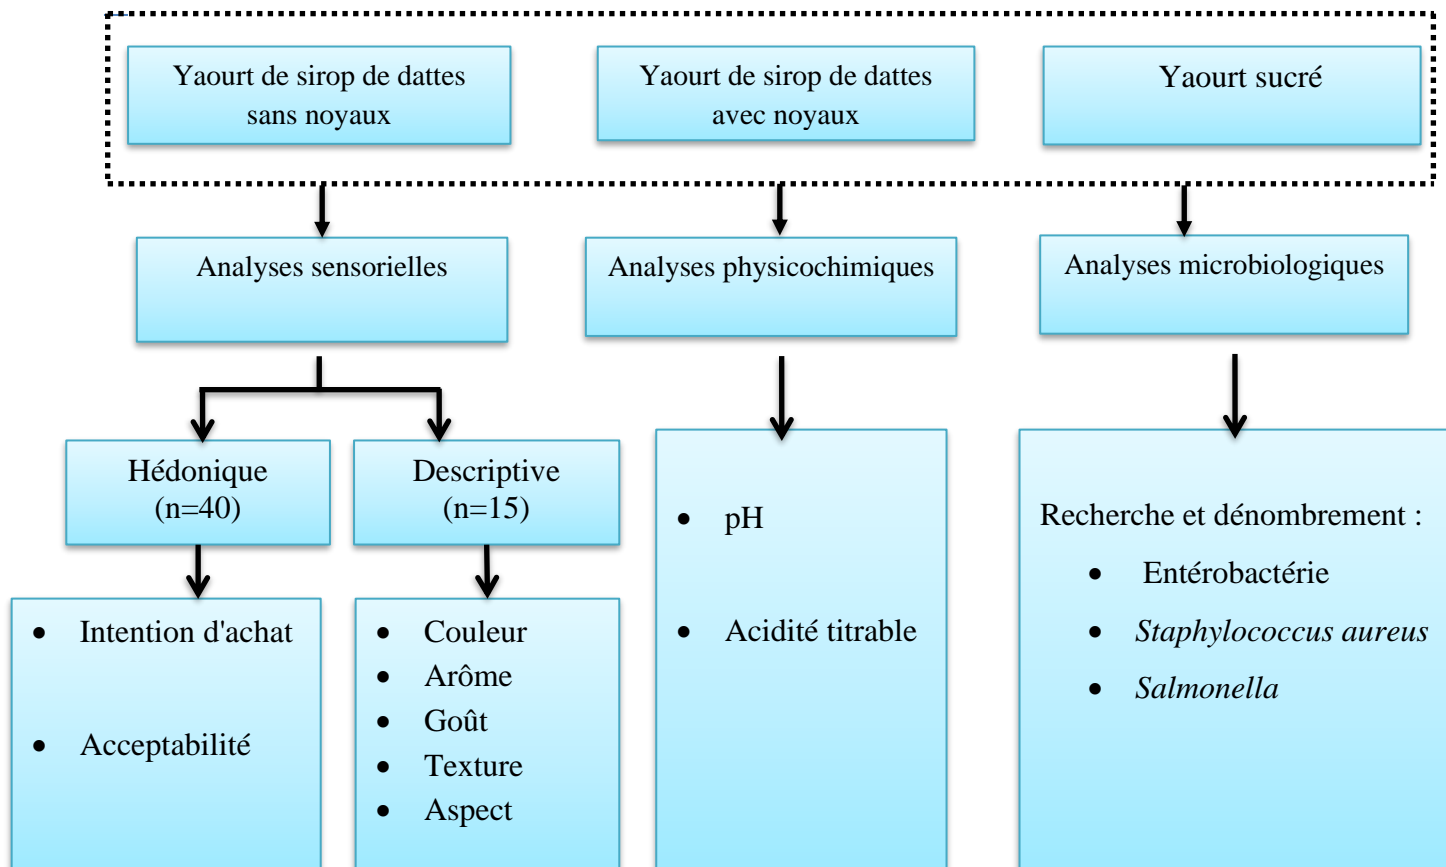 Yaourt de sirop de dattes
sans noyaux
Yaourt de sirop de dattes
avec noyaux
Yaourt sucré
Analyses sensorielles
Analyses physicochimiques
Analyses microbiologiques
Hédonique
(n=40)
Descriptive
(n=15)
• Intention d'achat
• Acceptabilité
• Couleur
• Arôme
• Goût
• Texture
• Aspect
• pH
• Acidité titrable
Recherche et dénombrement :
• Entérobactérie
• Staphylococcus aureus
• Salmonella